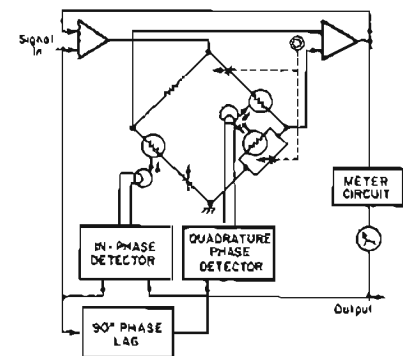 Signal
In
METER
CIRCUIT
IN-PHASE
DETECTOR
QUADRATURE
PHASE
DETECTOR
Output
90° PHASE
LAG